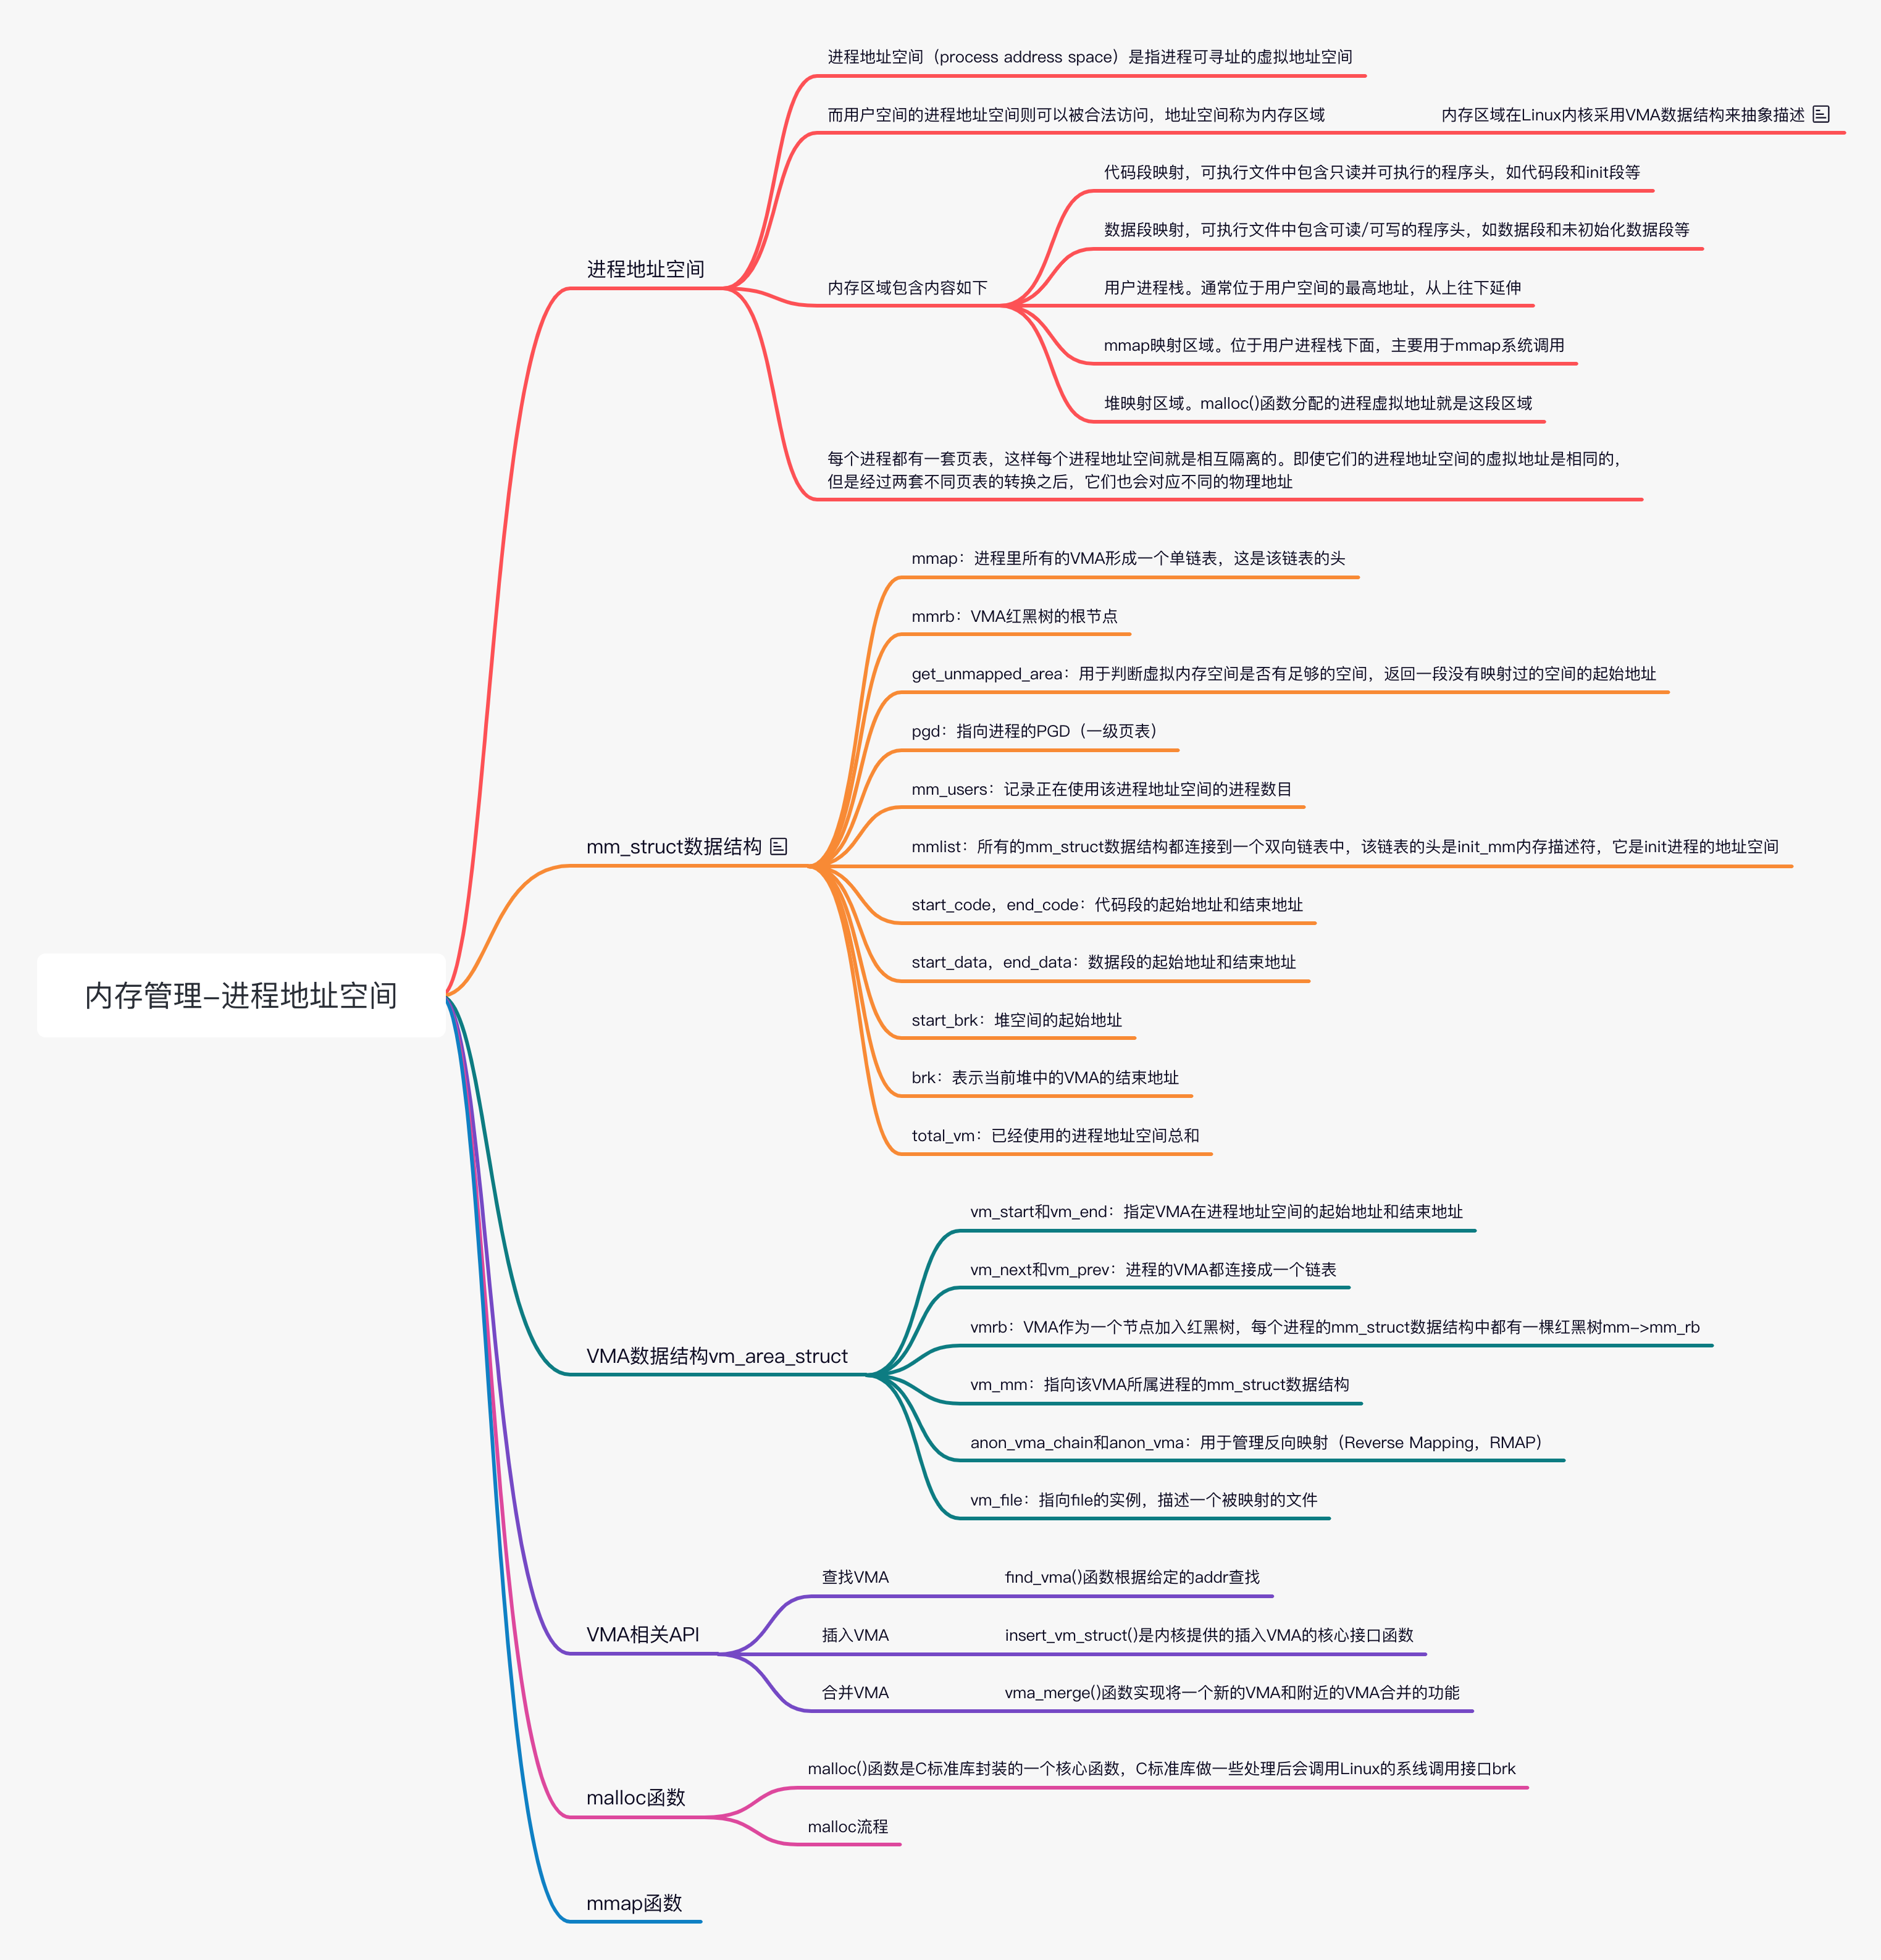 内存管理-进程地址空间
进程地址空间
进程地址空间（process address space）是指进程可寻址的虚拟地址空间
而用户空间的进程地址空间则可以被合法访问，地址空间称为内存区域
内存区域在Linux内核采用VMA数据结构来抽象描述
内存区域包含内容如下
代码段映射，可执行文件中包含只读并可执行的程序头，如代码段和init段等
数据段映射，可执行文件中包含可读/可写的程序头，如数据段和未初始化数据段等
用户进程栈。通常位于用户空间的最高地址，从上往下延伸
mmap映射区域。位于用户进程栈下面，主要用于mmap系统调用
堆映射区域。malloc()函数分配的进程虚拟地址就是这段区域
每个进程都有一套页表，这样每个进程地址空间就是相互隔离的。即使它们的进程地址空间的虚拟地址是相同的，
但是经过两套不同页表的转换之后，它们也会对应不同的物理地址
mm_struct数据结构
mmap：进程里所有的VMA形成一个单链表，这是该链表的头
mmrb：VMA红黑树的根节点
get_unmapped_area：用于判断虚拟内存空间是否有足够的空间，返回一段没有映射过的空间的起始地址
pgd：指向进程的PGD（一级页表）
mm_users：记录正在使用该进程地址空间的进程数目
mmlist：所有的mm_struct数据结构都连接到一个双向链表中，该链表的头是init_mm内存描述符，它是init进程的地址空间
start_code，end_code：代码段的起始地址和结束地址
start_data，end_data：数据段的起始地址和结束地址
start_brk：堆空间的起始地址
brk：表示当前堆中的VMA的结束地址
total_vm：已经使用的进程地址空间总和
VMA数据结构vm_area_struct
vm_start和vm_end：指定VMA在进程地址空间的起始地址和结束地址
vm_next和vm_prev：进程的VMA都连接成一个链表
vmrb：VMA作为一个节点加入红黑树，每个进程的mm_struct数据结构中都有一棵红黑树mm->mm_rb
vm_mm：指向该VMA所属进程的mm_struct数据结构
anon_vma_chain和anon_vma：用于管理反向映射（Reverse Mapping，RMAP）
vm_file：指向file的实例，描述一个被映射的文件
VMA相关API
查找VMA
find_vma()函数根据给定的addr查找
插入VMA
insert_vm_struct()是内核提供的插入VMA的核心接口函数
合并VMA
vma_merge()函数实现将一个新的VMA和附近的VMA合并的功能
malloc函数
malloc()函数是C标准库封装的一个核心函数，C标准库做一些处理后会调用Linux的系线调用接口brk
malloc流程
mmap函数